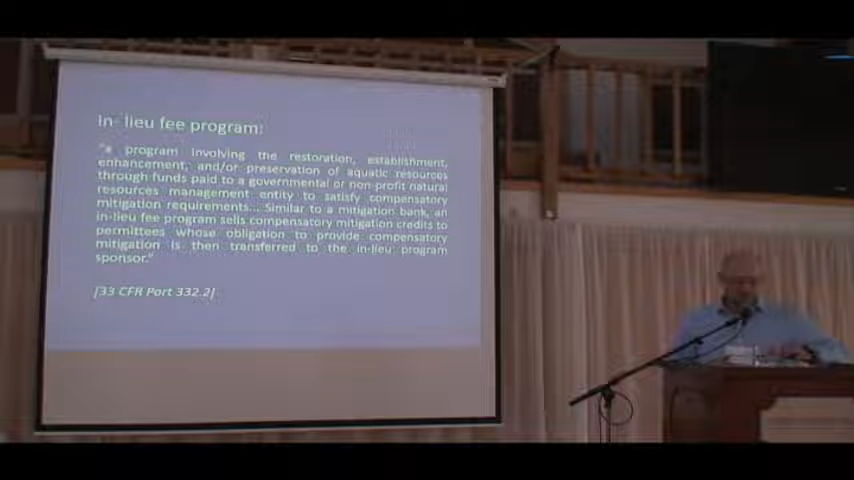 In- lieu fee program:
"a program involving the restoration, establishment,
enhancement, and/or preservation of aquatic resources
through funds paid to a governmental or non-profit natural
resources management entity to satisfy compensatory
mitigation requirements... Similar to a mitigation bank, an
in-lieu fee program sells compensatory mitigation credits to
permittees whose obligation to provide compensatory
mitigation is then transferred to the in-lieu program
sponsor."
[33 CFR Part 332.2]